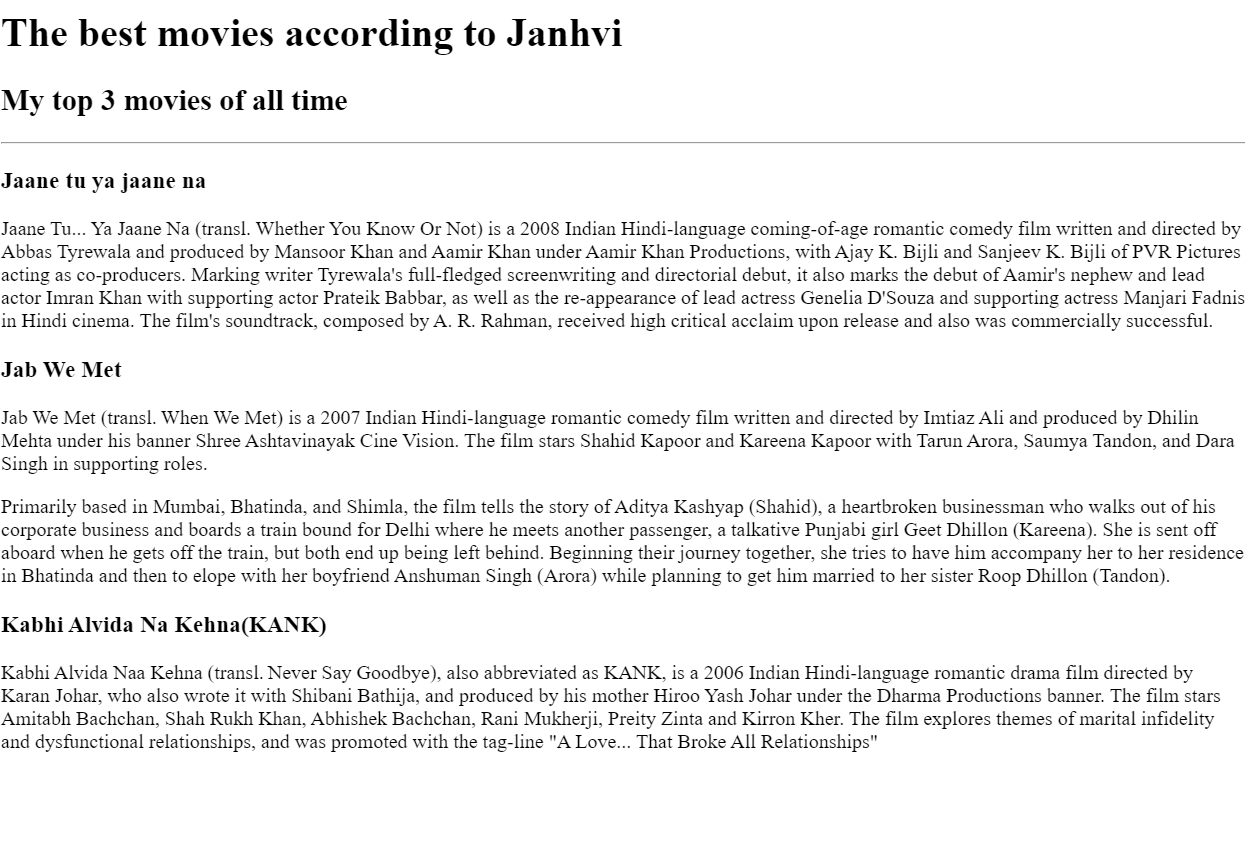 The best movies according to Janhvi
My top 3 movies of all time
Jaane tu ya jaane na
Jaane Tu... Ya Jaane Na (transl. Whether You Know Or Not) is a 2008 Indian Hindi-language coming-of-age romantic comedy film written and directed by
Abbas Tyrewala and produced by Mansoor Khan and Aamir Khan under Aamir Khan Productions, with Ajay K. Bijli and Sanjeev K. Bijli of PVR Pictures
acting as co-producers. Marking writer Tyrewala's full-fledged screenwriting and directorial debut, it also marks the debut of Aamir's nephew and lead
actor Imran Khan with supporting actor Prateik Babbar, as well as the re-appearance of lead actress Genelia D'Souza and supporting actress Manjari Fadnis
in Hindi cinema. The film's soundtrack, composed by A. R. Rahman, received high critical acclaim upon release and also was commercially successful.
Jab We Met
Jab We Met (transl. When We Met) is a 2007 Indian Hindi-language romantic comedy film written and directed by Imtiaz Ali and produced by Dhilin
Mehta under his banner Shree Ashtavinayak Cine Vision. The film stars Shahid Kapoor and Kareena Kapoor with Tarun Arora, Saumya Tandon, and Dara
Singh in supporting roles.
Primarily based in Mumbai, Bhatinda, and Shimla, the film tells the story of Aditya Kashyap (Shahid), a heartbroken businessman who walks out of his
corporate business and boards a train bound for Delhi where he meets another passenger, a talkative Punjabi girl Geet Dhillon (Kareena). She is sent off
aboard when he gets off the train, but both end up being left behind. Beginning their journey together, she tries to have him accompany her to her residence
in Bhatinda and then to elope with her boyfriend Anshuman Singh (Arora) while planning to get him married to her sister Roop Dhillon (Tandon).
Kabhi Alvida Na Kehna(KANK)
Kabhi Alvida Naa Kehna (transl. Never Say Goodbye), also abbreviated as KANK, is a 2006 Indian Hindi-language romantic drama film directed by
Karan Johar, who also wrote it with Shibani Bathija, and produced by his mother Hiroo Yash Johar under the Dharma Productions banner. The film stars
Amitabh Bachchan, Shah Rukh Khan, Abhishek Bachchan, Rani Mukherji, Preity Zinta and Kirron Kher. The film explores themes of marital infidelity
and dysfunctional relationships, and was promoted with the tag-line "A Love... That Broke All Relationships"